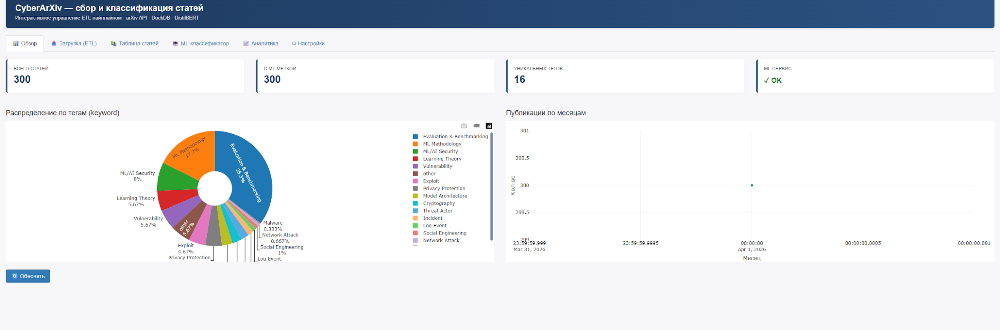 CyberArXiv — сбор и классификация статей
Интерактивное управление ETL-пайплайном · arXiv API · DuckDB · DistilBERT
Обзор
Загрузка (ETL)
Таблица статей
ML-классификатор
Аналитика
Настройки
ВСЕГО СТАТЕЙ
300
С ML-МЕТКОЙ
300
УНИКАЛЬНЫХ ТЕГОВ
16
ML-СЕРВИС
✓ OK
Распределение по тегам (keyword)
ML Methodology
17.7%
Evaluation & Benchmarking
35.3%
ML/AI Security
8%
Learning Theory
5.67%
Vulnerability
5.67%
other
5.67%
Exploit
4.67%
Privacy Protection
Malware
0.333%
Network Attack
0.667%
Social Engineering
1%
Log Event
Evaluation & Benchmarking
ML Methodology
ML/AI Security
Learning Theory
Vulnerability
other
Exploit
Privacy Protection
Model Architecture
Cryptography
Threat Actor
Incident
Log Event
Social Engineering
Network Attack
Публикации по месяцам
301
300.5
300
299.5
299
Кол-во
23:59:59.999
Mar 31, 2026
23:59:59.9995
00:00:00
Apr 1, 2026
00:00:00.0005
00:00:00.001
Месяц
Обновить